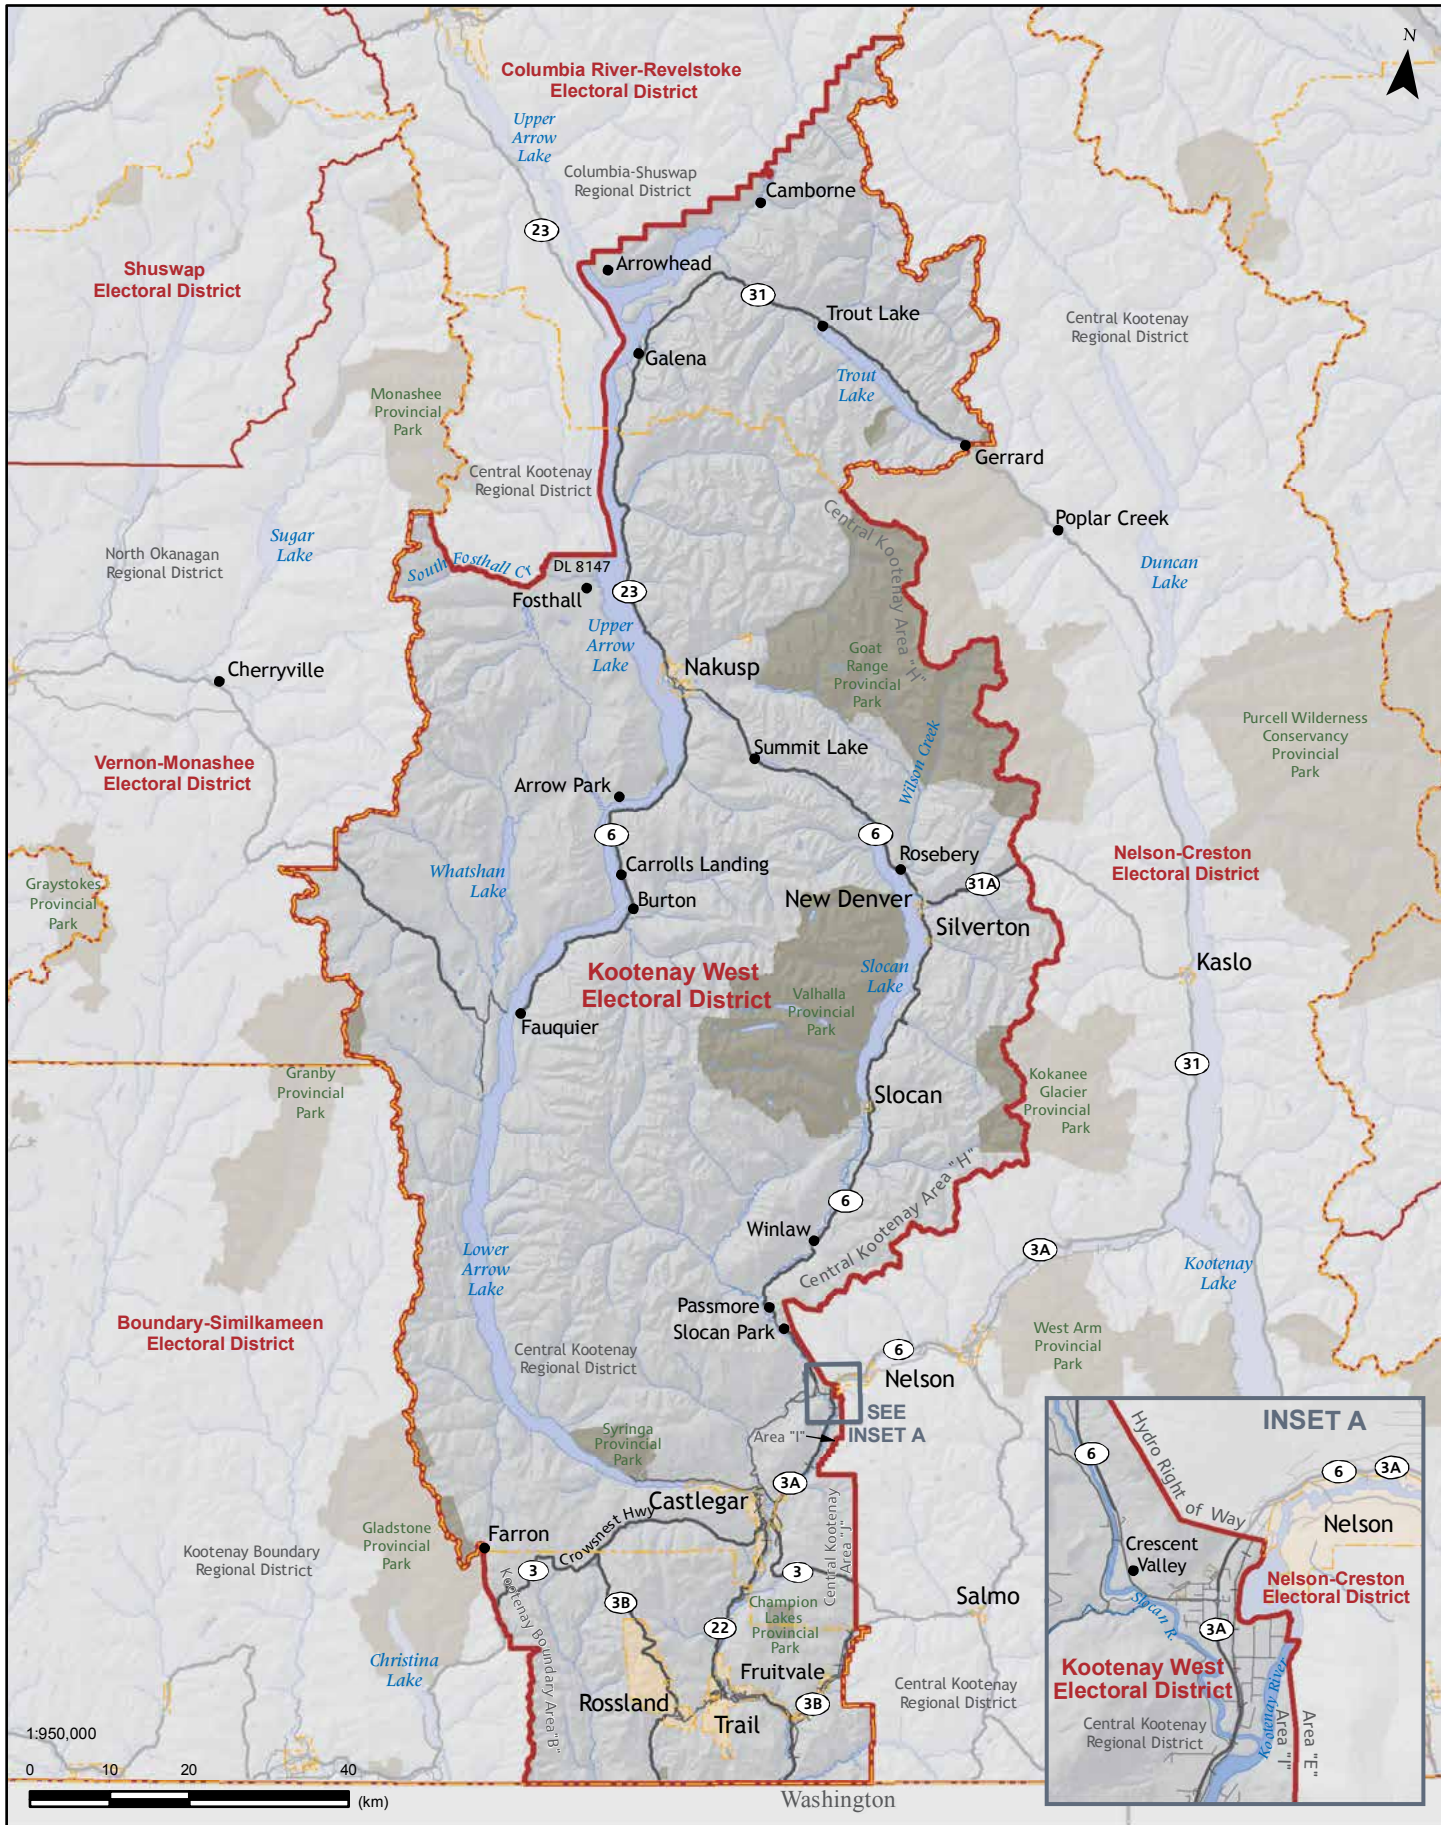 N
Columbia River-Revelstoke
Electoral District
Upper
Arrow
Lake
Columbia-Shuswap
Regional District
Camborne
23
Arrowhead
Shuswap
Electoral District
31
Trout Lake
Central Kootenay
Regional District
Galena
Trout
Lake
Monashee
Provincial
Park
Gerrard
Central Kootenay
Regional District
Central Kootenay Area "H"
Poplar Creek
Sugar
Lake
North Okanagan
Regional District
South Fosthall Cr
DL 8147
Duncan
Lake
Fosthall
23
Upper
Arrow
Lake
Goat
Range
Provincial
Park
Nakusp
Cherryville
Purcell Wilderness
Conservancy
Provincial
Park
Summit Lake
Vernon-Monashee
Electoral District
Wilson Creek
Arrow Park
6
6
Rosebery
Nelson-Creston
Electoral District
Carrolls Landing
Whatshan
Lake
31A
Graystokes
Provincial
Park
New Denver
Burton
Silverton
Kootenay West
Electoral District
Slocan
Lake
Kaslo
Valhalla
Provincial
Park
Fauquier
31
Granby
Provincial
Park
Kokanee
Glacier
Provincial
Park
Slocan
6
Central Kootenay Area "H"
Winlaw
3A
Lower
Arrow
Lake
Kootenay
Lake
Passmore
Slocan Park
Boundary-Similkameen
Electoral District
West Arm
Provincial
Park
Central Kootenay
Regional District
6
Nelson
SEE
INSET A
Area "I"
Syringa
Provincial
Park
3A
Castlegar
Crowsnest Hwy
Central Kootenay
Area "J"
Gladstone
Provincial
Park
Farron
Kootenay Boundary
Regional District
3
3
Kootenay Boundary Area "B"
3B
Champion
Lakes
Provincial
Park
Salmo
22
Christina
Lake
Fruitvale
Rossland
3B
Central Kootenay
Regional District
Trail
1:950,000
0 10 20 40
(km)
Washington
INSET A
Hydro Right of Way
6
6
3A
Nelson
Crescent
Valley
Nelson-Creston
Electoral District
Slocan R.
3A
Kootenay West
Electoral District
Central Kootenay
Regional District
Kootenay River
Area "I"
Area "E"